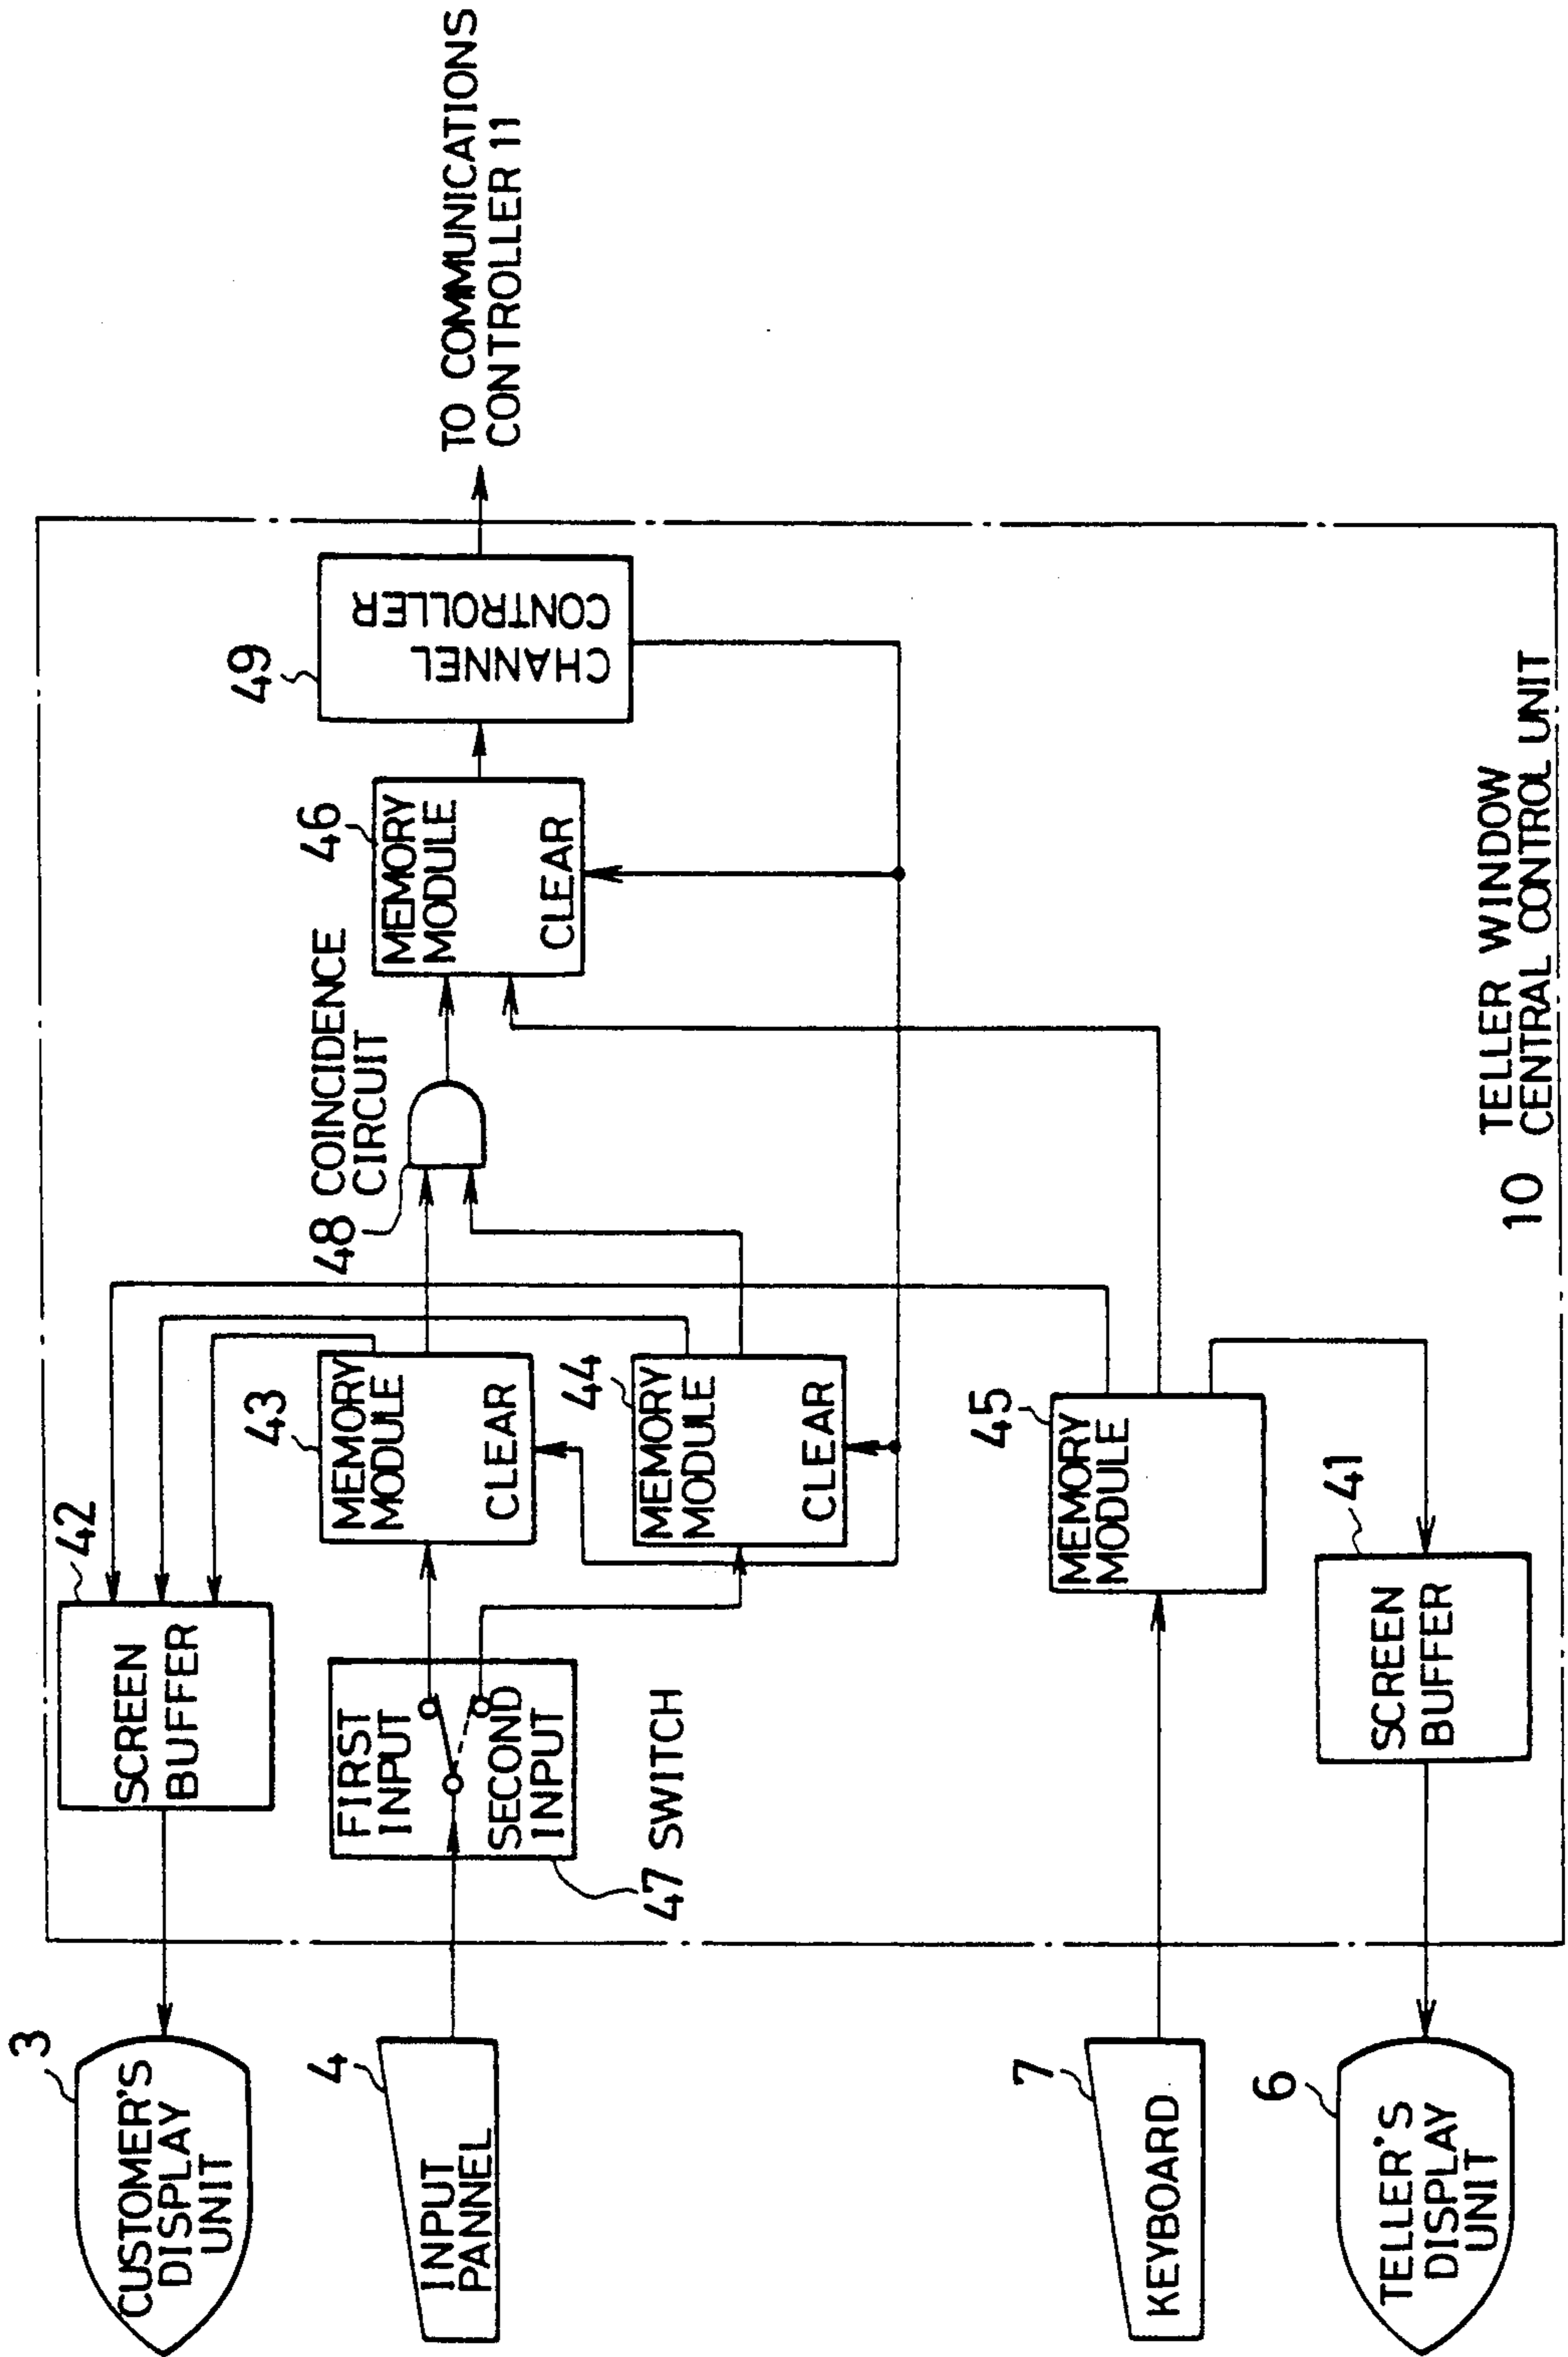 3
CUSTOMER'S
DISPLAY
UNIT
4
INPUT
PANNEL
7
KEYBOARD
6
TELLER'S
DISPLAY
UNIT
42
SCREEN
BUFFER
FIRST
INPUT
SECOND
INPUT
47 SWITCH
43
MEMORY
MODULE
CLEAR
44
MEMORY
MODULE
CLEAR
45
MEMORY
MODULE
41
SCREEN
BUFFER
48 COINCIDENCE
CIRCUIT
46
MEMORY
MODULE
CLEAR
49
CHANNEL
CONTROLLER
10 TELLER WINDOW
CENTRAL CONTROL UNIT
TO COMMUNICATIONS
CONTROLLER 11